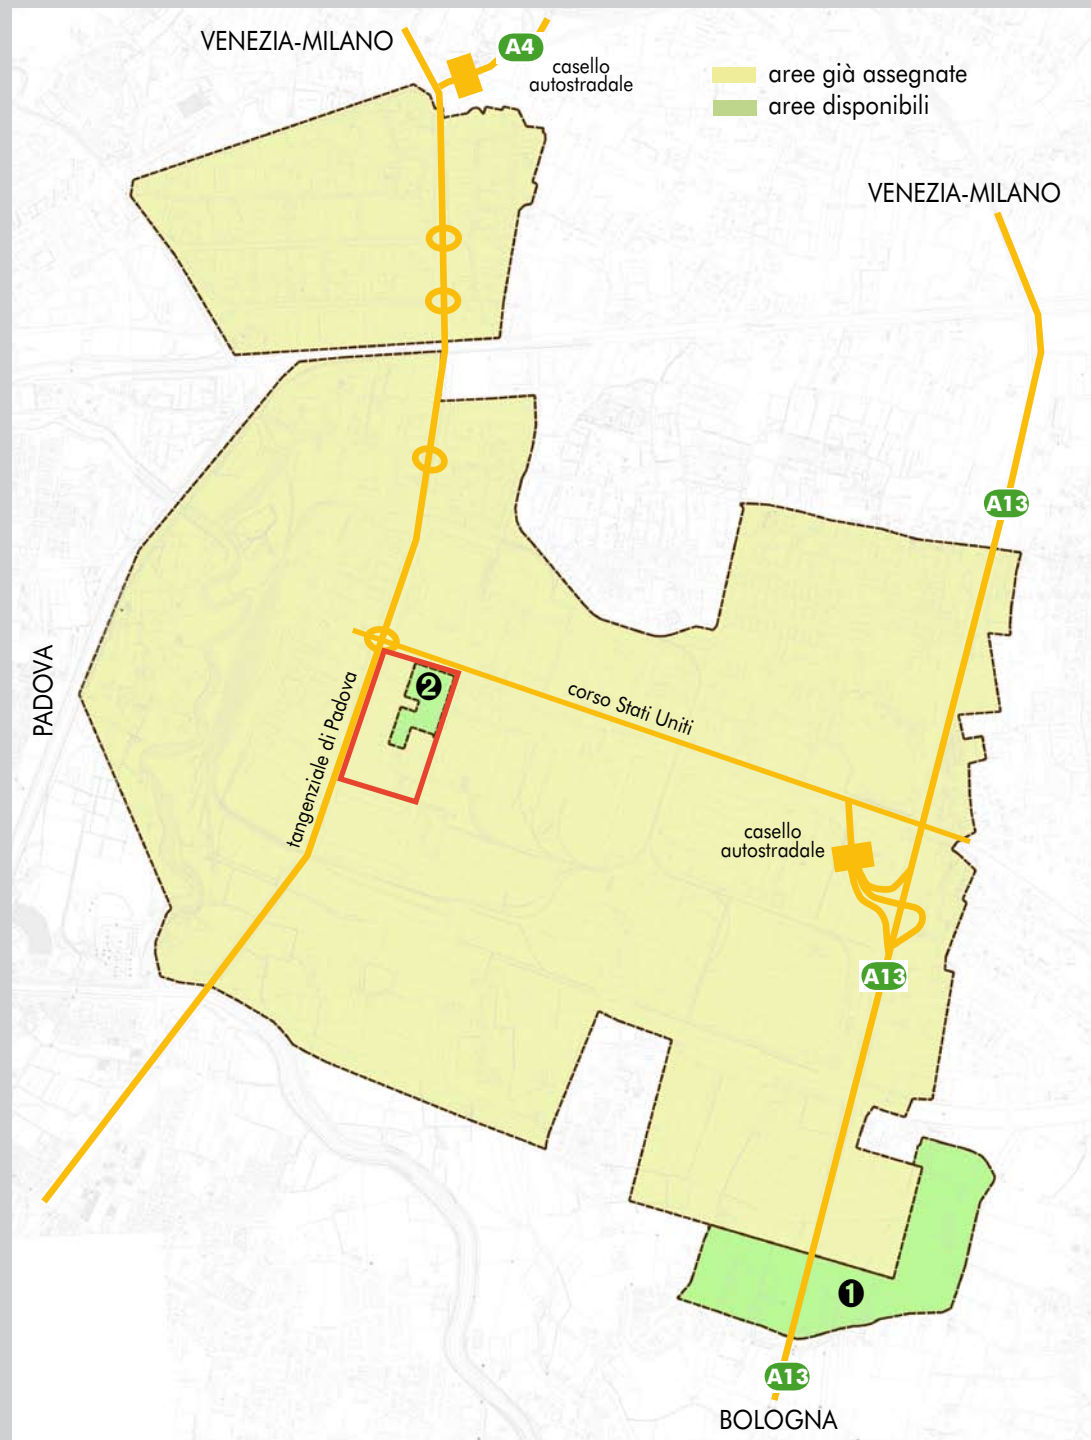 VENEZIA-MILANO
A4
casello
autostradale
aree già assegnate
aree disponibili
VENEZIA-MILANO
A13
PADOVA
tangenziale di Padova
2
corso Stati Uniti
casello
autostradale
A13
1
A13
BOLOGNA